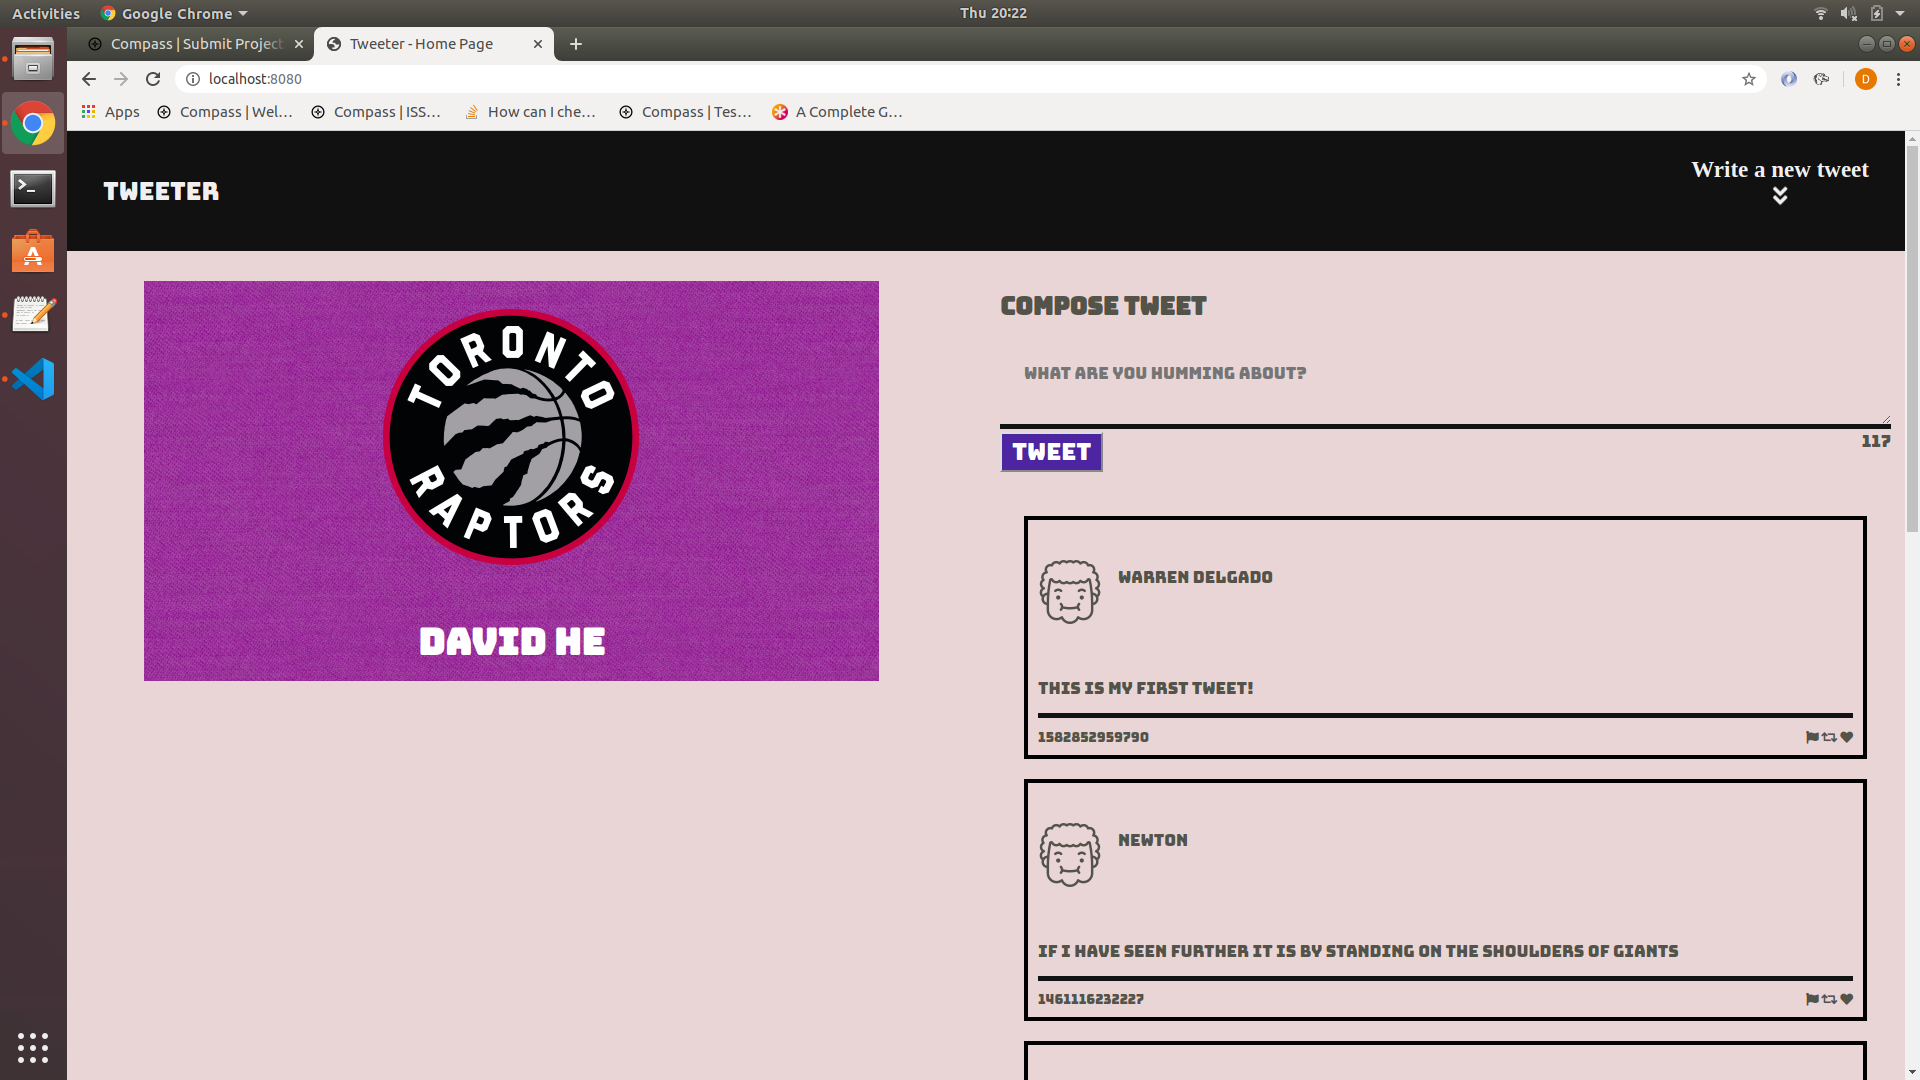 Activities
Google Chrome
Thu 20:22
Compass | Submit Project
Tweeter - Home Page
localhost:8080
D
Apps
Compass | Wel...
Compass | ISS...
How can I che...
Compass | Tes...
A Complete G...
TWEETER
Write a new tweet
TORONTO
RAPTORS
DAVID HE
COMPOSE TWEET
WHAT ARE YOU HUMMING ABOUT?
TWEET
117
WARREN DELGADO
THIS IS MY FIRST TWEET!
1582852959790
NEWTON
IF I HAVE SEEN FURTHER IT IS BY STANDING ON THE SHOULDERS OF GIANTS
1461116232227